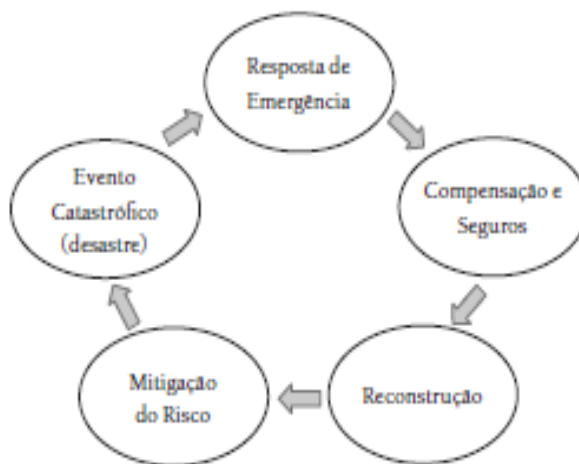 Resposta de
Emergência
Compensação e
Seguros
Reconstrução
Mitigação
do Risco
Evento
Catastrófico
(desastre)